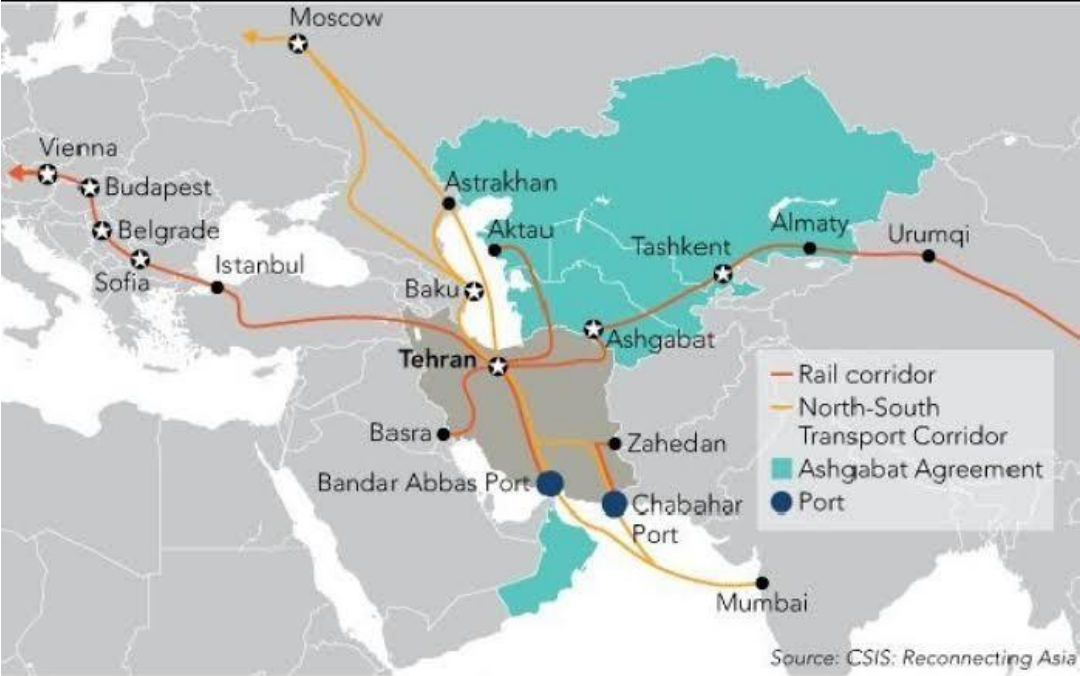 Moscow
Vienna
Budapest
Astrakhan
Belgrade
Aktau
Almaty
Urumqi
Tashkent
Sofia
Istanbul
Baku
Ashgabat
Tehran
Rail corridor
North-South
Transport Corridor
Basra
Zahedan
Ashgabat Agreement
Bandar Abbas Port
Chabahar
Port
Port
Mumbai
Source: CSIS: Reconnecting Asia